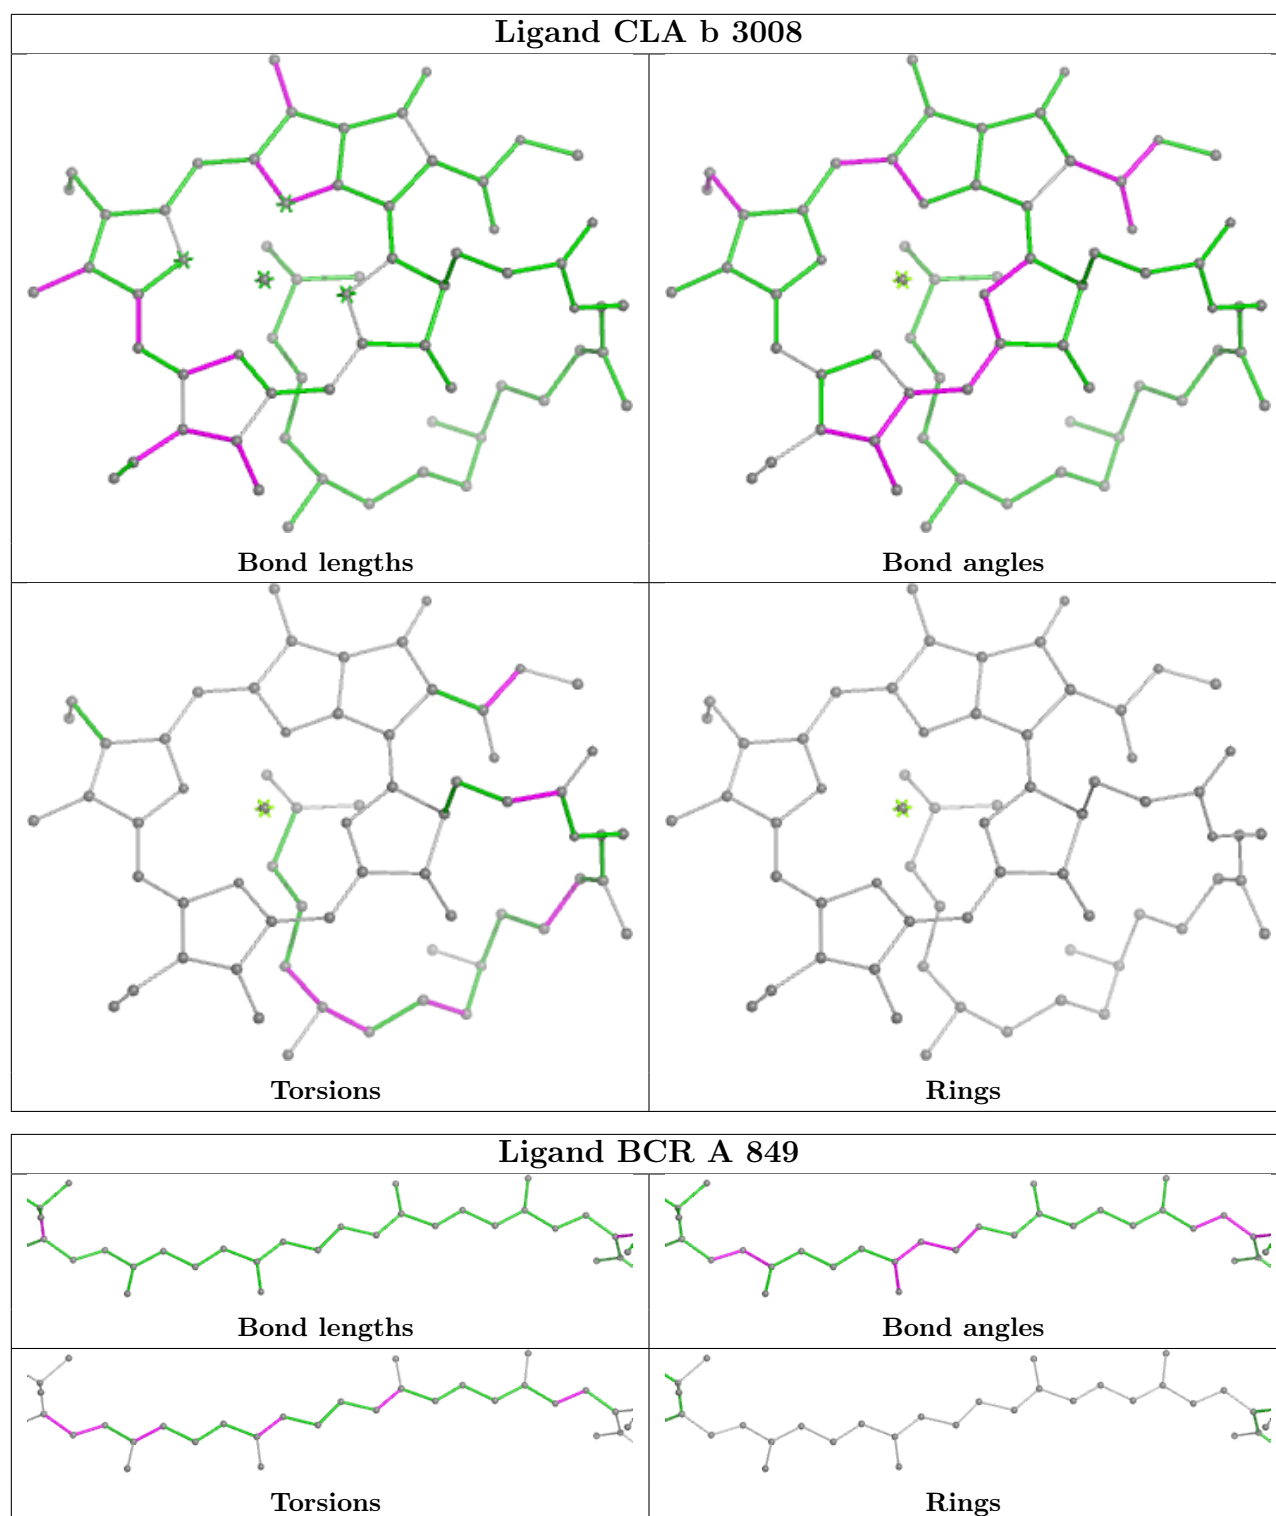 Ligand CLA b 3008
Bond lengths
Bond angles
Torsions
Rings
Ligand BCR A 849
Bond lengths
Bond angles
Torsions
Rings